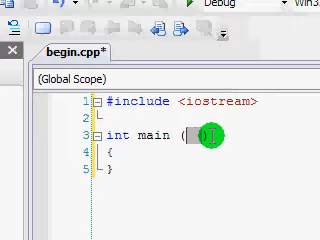 Debug
begin.cpp*
(Global Scope)
1 #include <iostream>
2
3 int main ( )
4 {
5 }